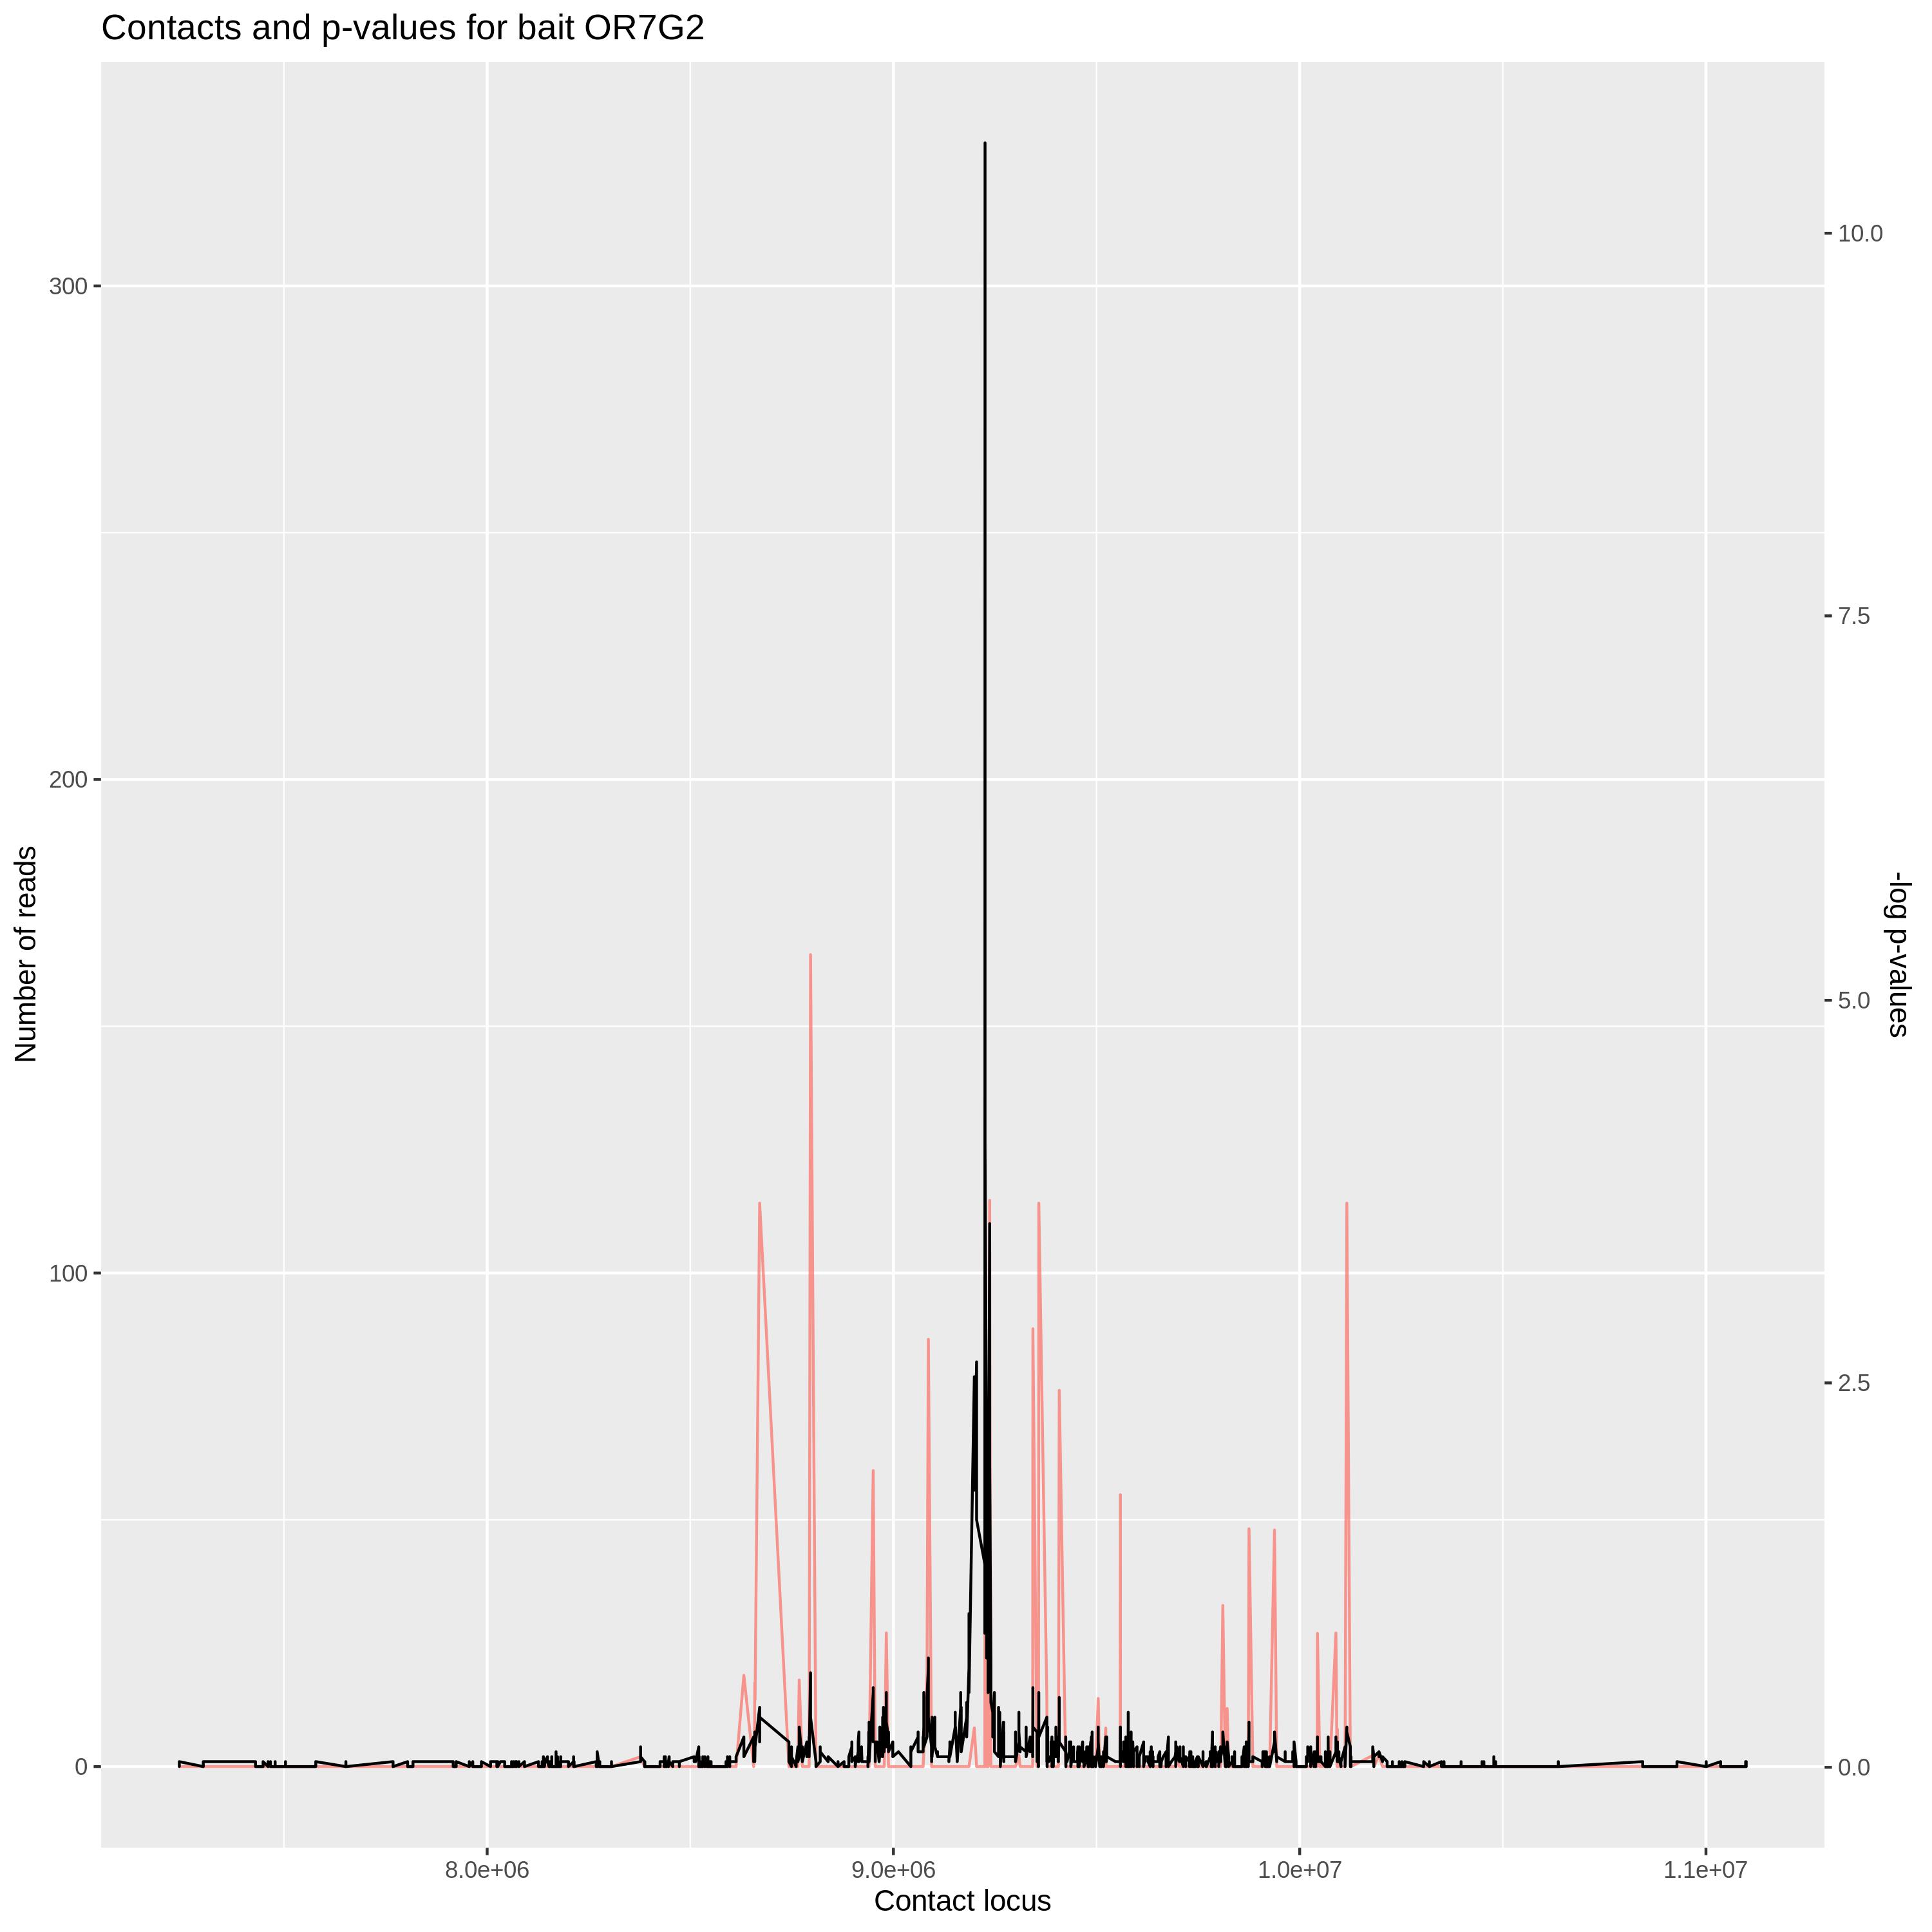 Contacts and p-values for bait OR7G2
300
200
100
0
10.0
7.5
5.0
2.5
0.0
Number of reads
-log p-values
8.0e+06
9.0e+06
1.0e+07
1.1e+07
Contact locus